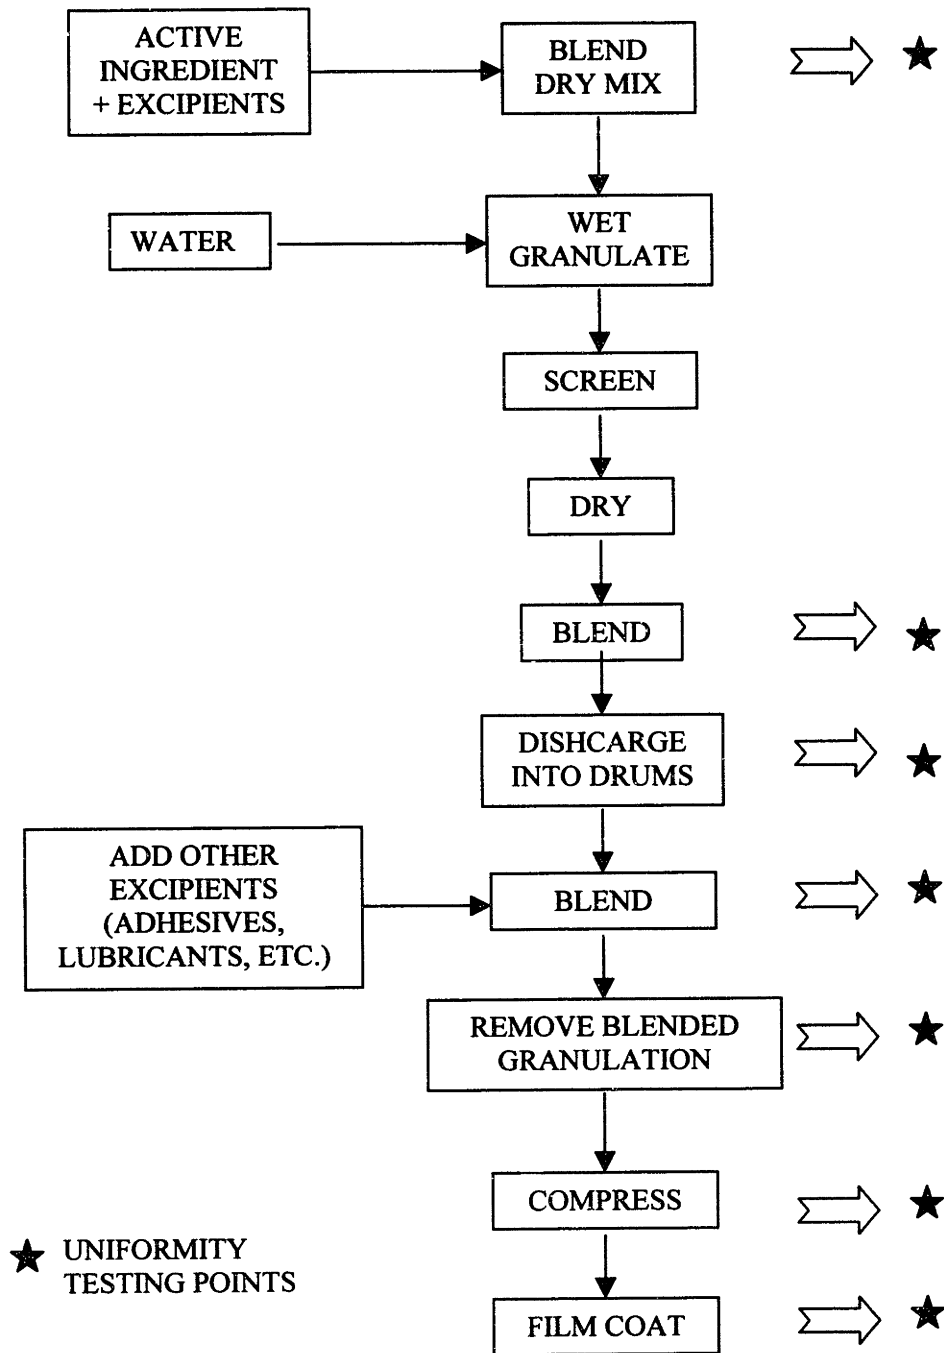 ACTIVE
INGREDIENT
+ EXCIPIENTS
BLEND
DRY MIX
WATER
WET
GRANULATE
SCREEN
DRY
BLEND
DISHCARGE
INTO DRUMS
ADD OTHER
EXCIPIENTS
(ADHESIVES,
LUBRICANTS, ETC.)
BLEND
REMOVE BLENDED
GRANULATION
COMPRESS
UNIFORMITY
TESTING POINTS
FILM COAT